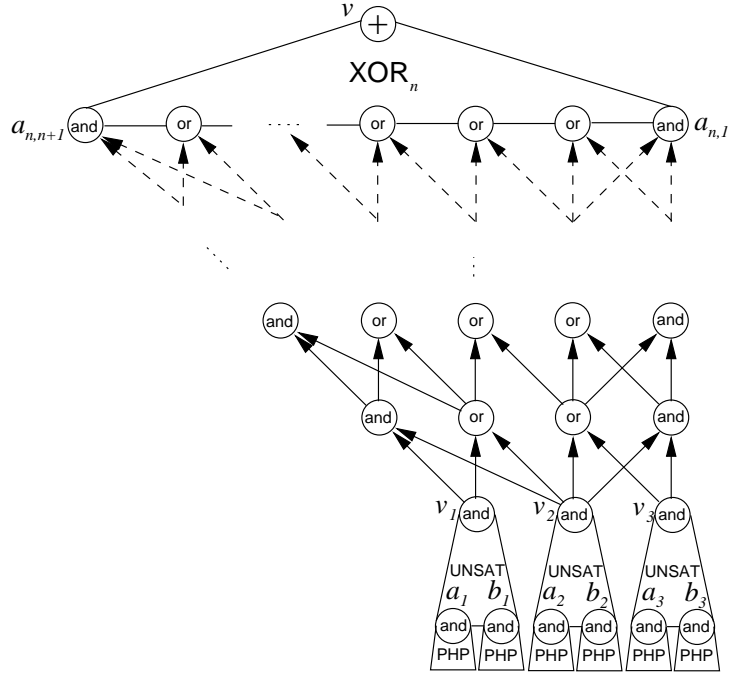 v
+
XOR_n
a_{n,n+1} and or ..... or or or and a_{n,1}
and or or or and
and or or and
v_1 and v_2 and v_3 and
UNSAT UNSAT UNSAT
a_1 b_1 a_2 b_2 a_3 b_3
and and and and and and
PHP PHP PHP PHP PHP PHP